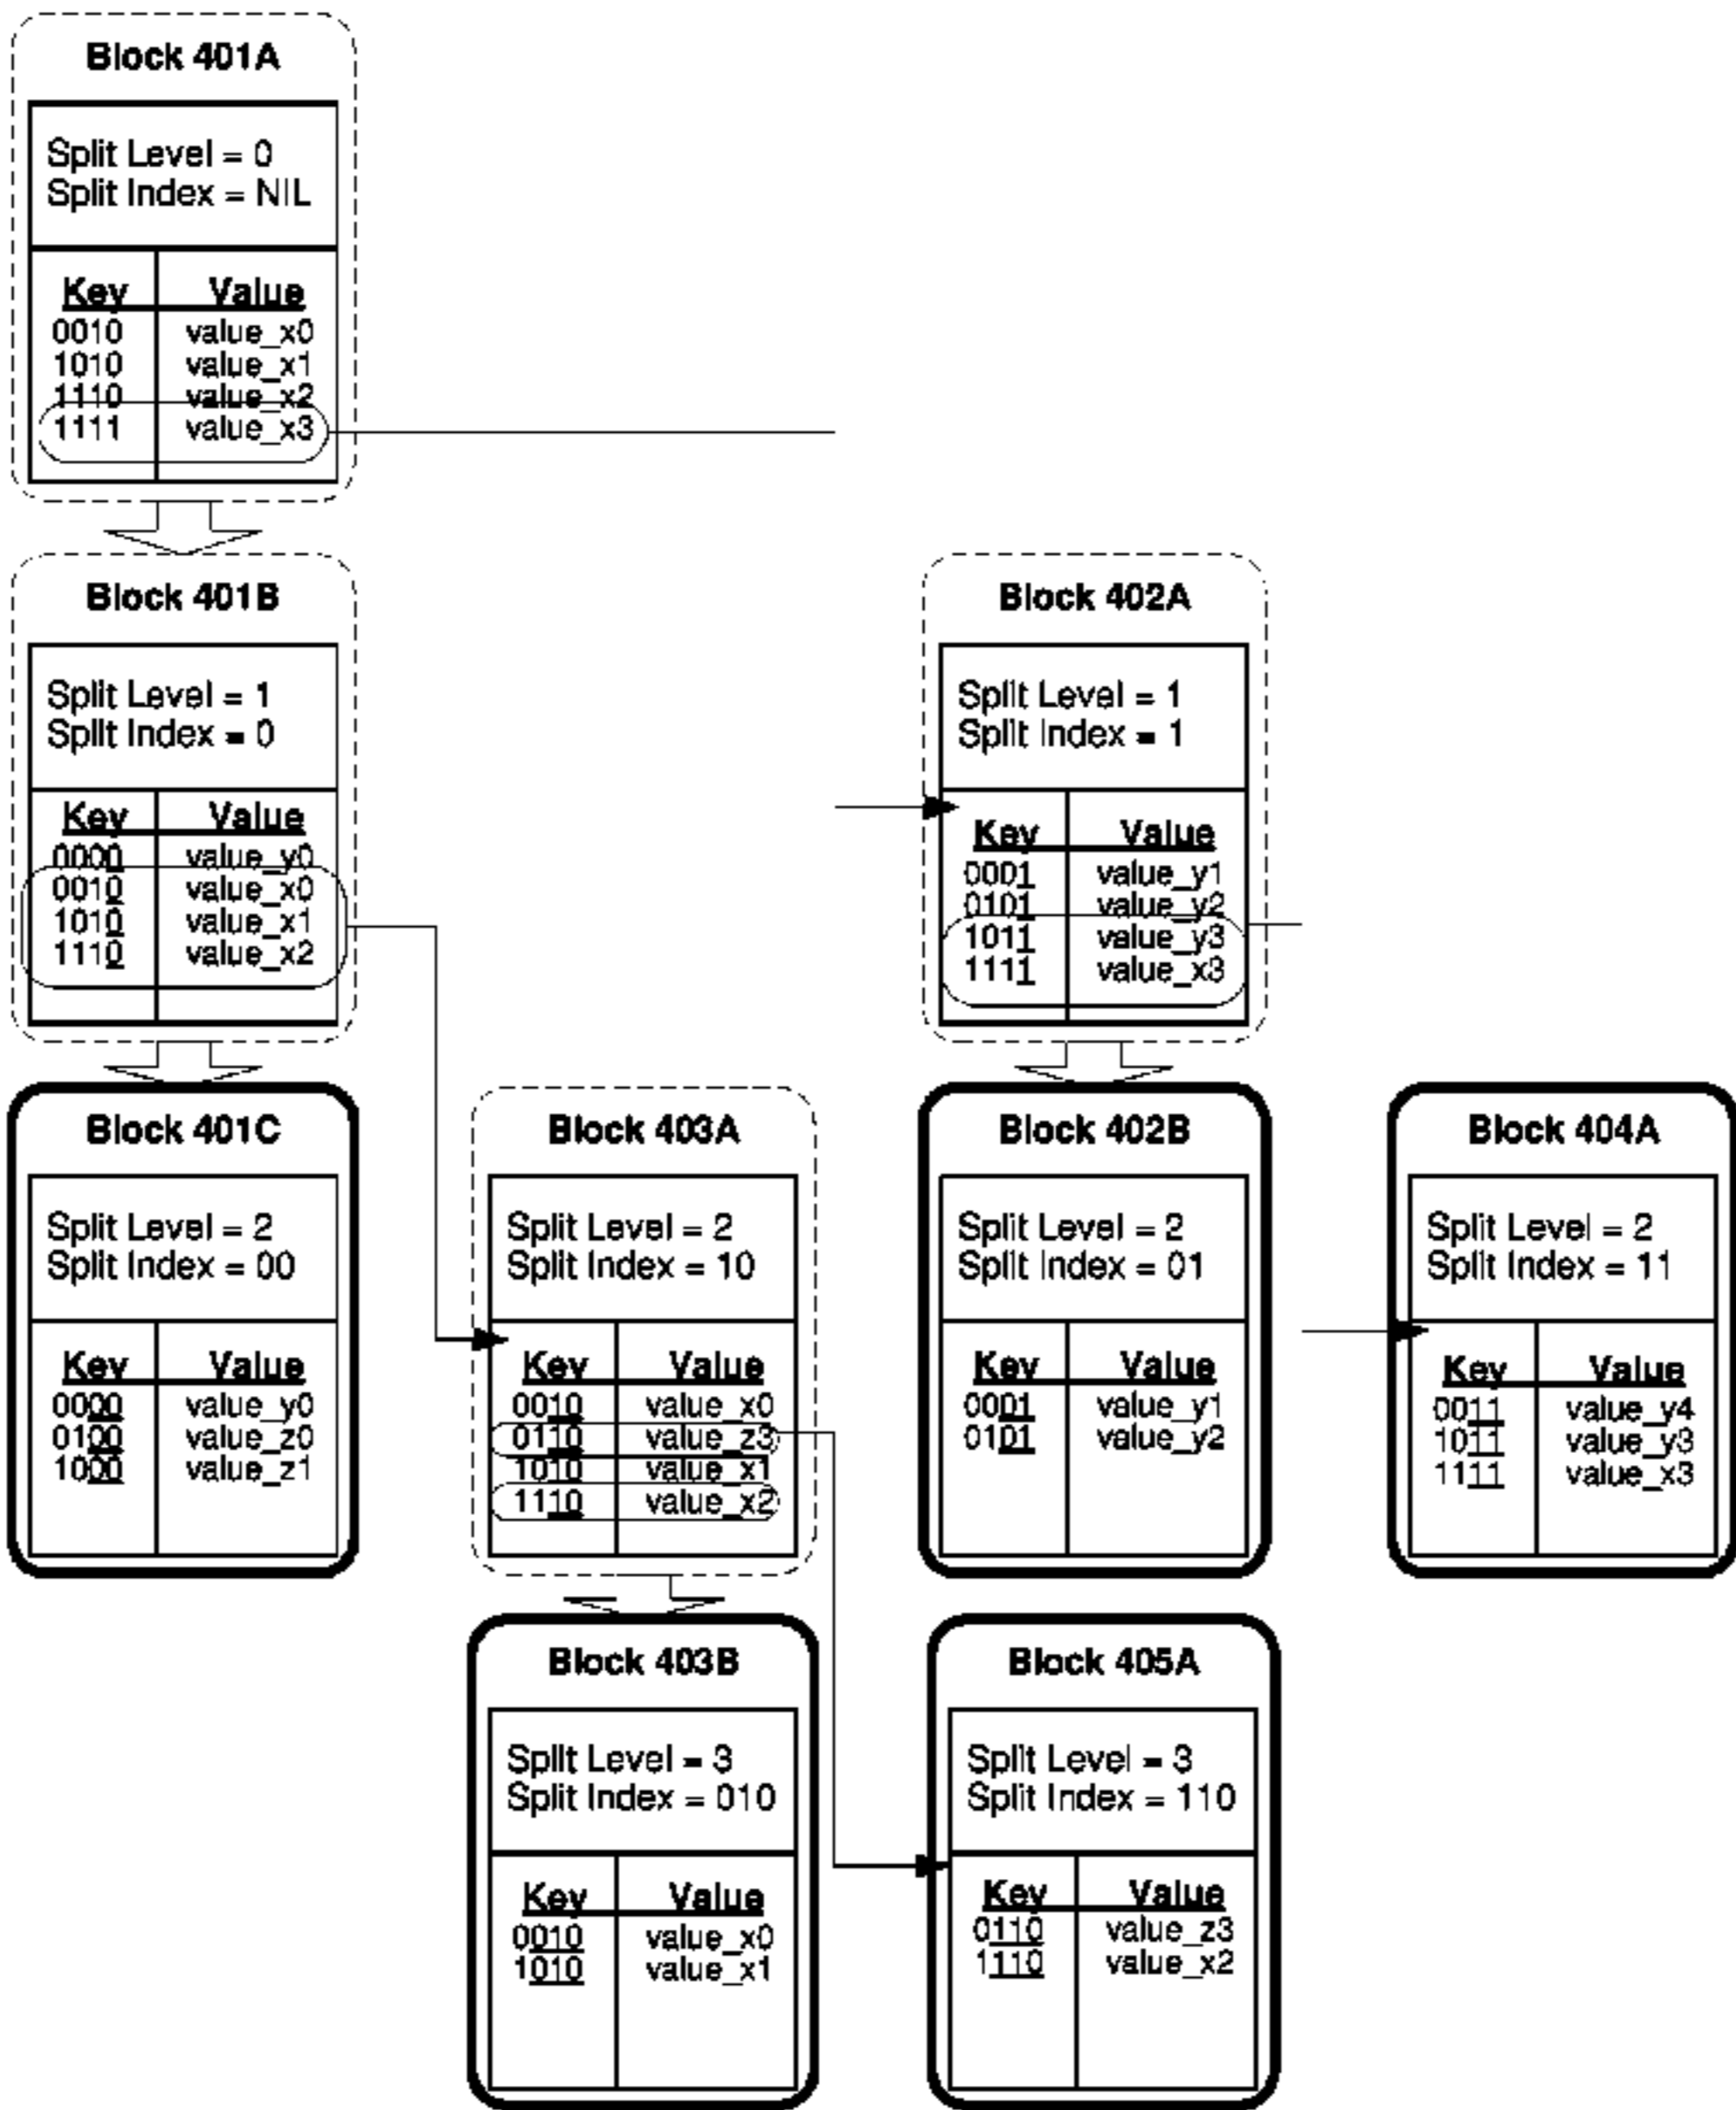 Block 401A
Split Level = 0
Split Index = NIL
Key Value
0010 value_x0
1010 value_x1
1110 value_x2
1111 value_x3
Block 401B
Split Level = 1
Split Index = 0
Key Value
0000 value_y0
0010 value_x0
1010 value_x1
1110 value_x2
Block 402A
Split Level = 1
Split Index = 1
Key Value
0001 value_y1
0101 value_y2
1011 value_y3
1111 value_x3
Block 401C
Split Level = 2
Split Index = 00
Key Value
0000 value_y0
0100 value_z0
1000 value_z1
Block 403A
Split Level = 2
Split Index = 10
Key Value
0010 value_x0
0110 value_z3
1010 value_x1
1110 value_x2
Block 402B
Split Level = 2
Split Index = 01
Key Value
0001 value_y1
0101 value_y2
Block 404A
Split Level = 2
Split Index = 11
Key Value
0011 value_y4
1011 value_y3
1111 value_x3
Block 403B
Split Level = 3
Split Index = 010
Key Value
0010 value_x0
1010 value_x1
Block 405A
Split Level = 3
Split Index = 110
Key Value
0110 value_z3
1110 value_x2